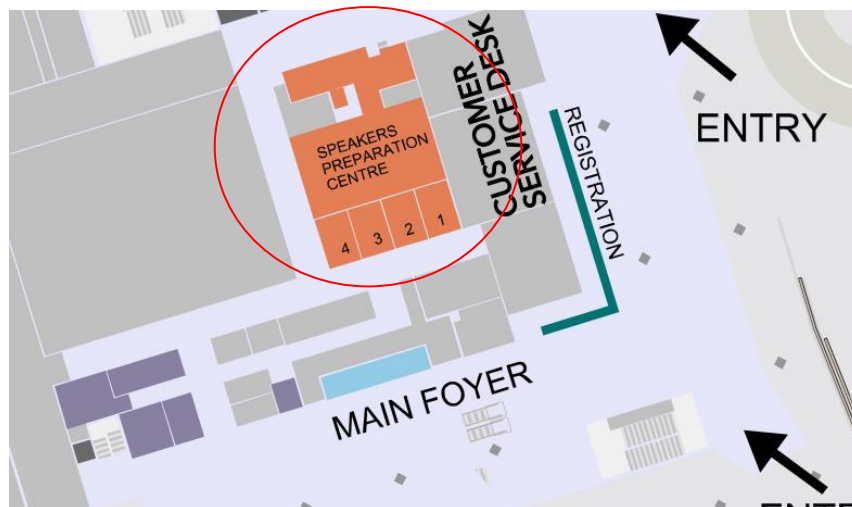 ENTRY
CUSTOMER
SERVICE DESK
REGISTRATION
SPEAKERS
PREPARATION
CENTRE
4
3
2
1
MAIN FOYER